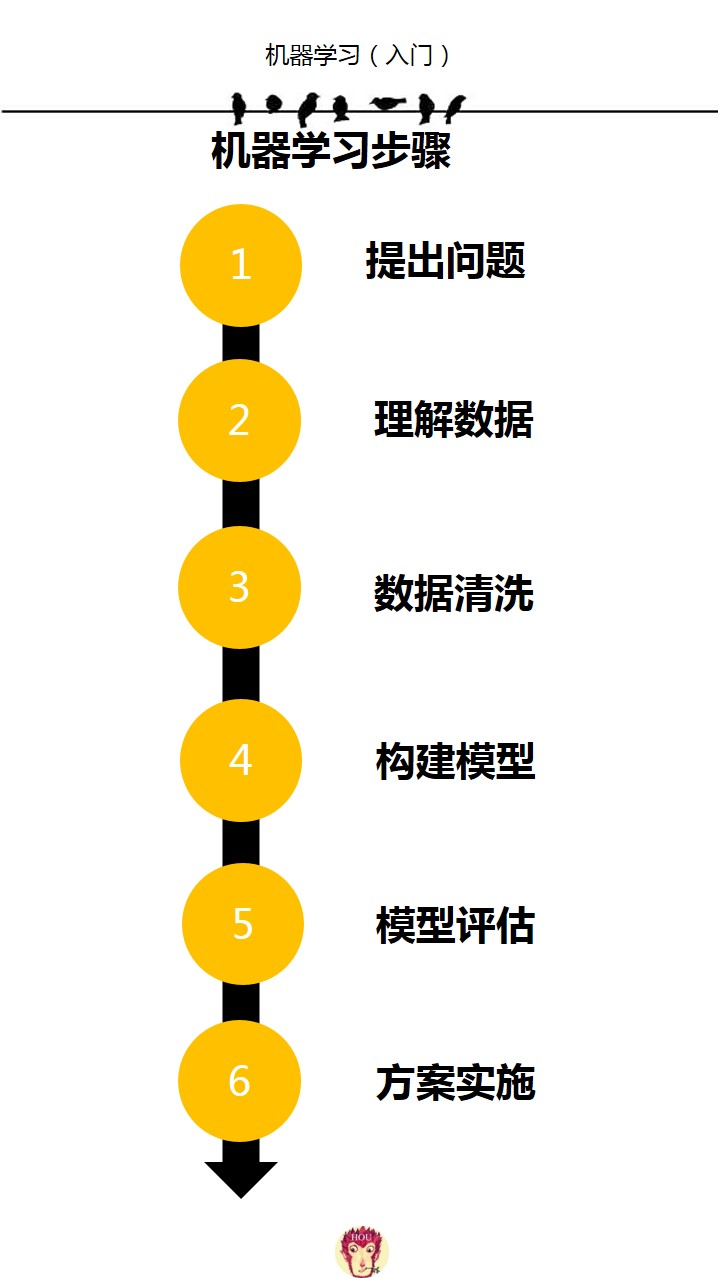 机器学习（入门）
机器学习步骤
1 提出问题
2 理解数据
3 数据清洗
4 构建模型
5 模型评估
6 方案实施
HOU